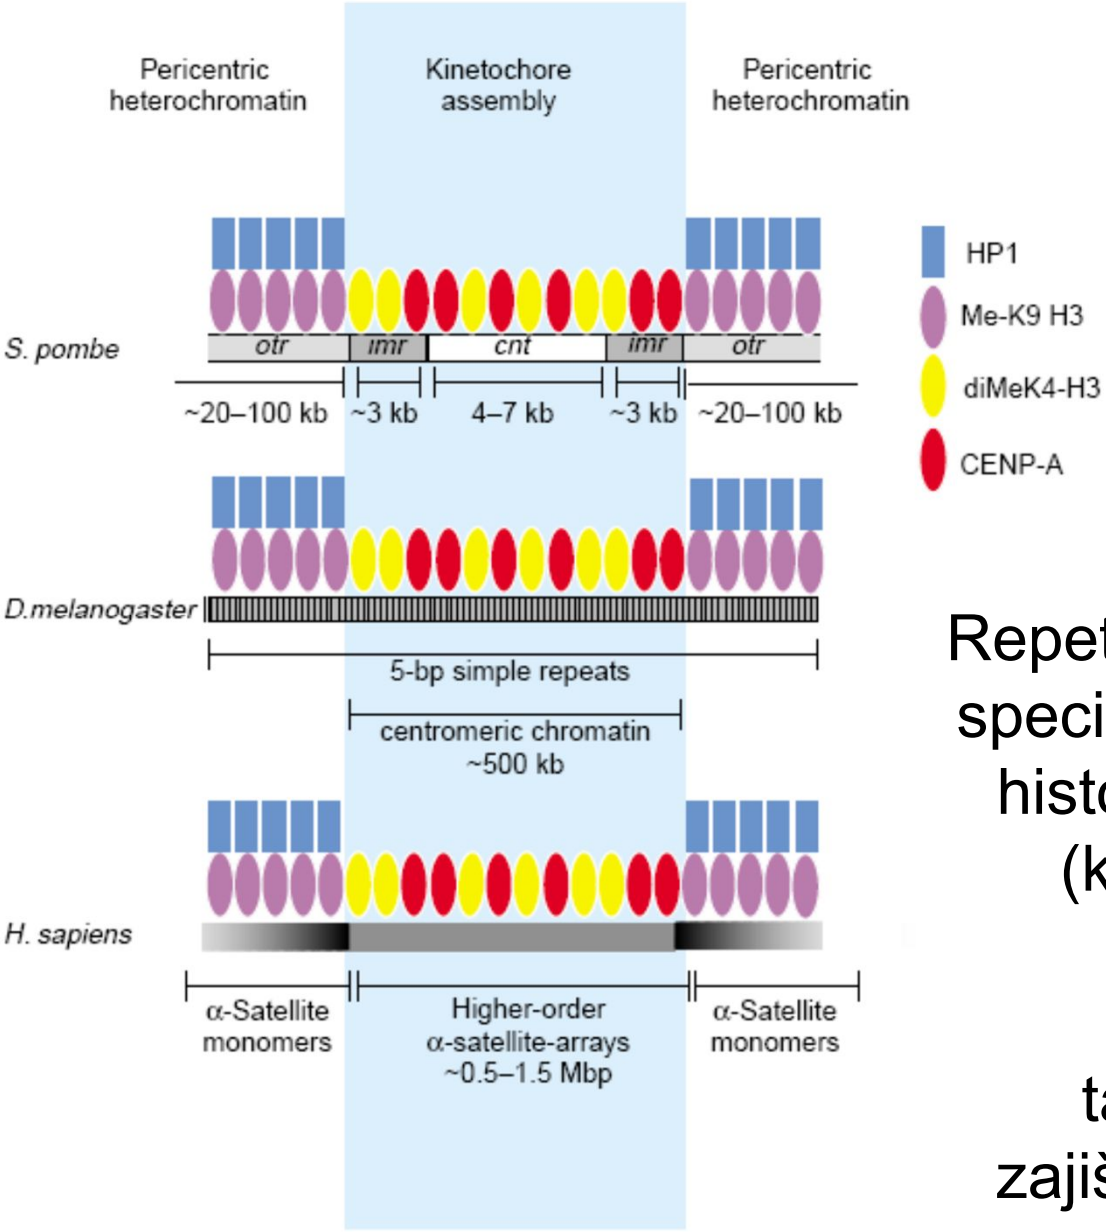 Pericentric
heterochromatin
Kinetochore
assembly
Pericentric
heterochromatin
HP1
Me-K9 H3
diMeK4-H3
CENP-A
S. pombe
otr
imr
cnt
imr
otr
~20–100 kb
~3 kb
4–7 kb
~3 kb
~20–100 kb
D.melanogaster
5-bp simple repeats
centromeric chromatin
~500 kb
H. sapiens
α-Satellite
monomers
Higher-order
α-satellite-arrays
~0.5–1.5 Mbp
α-Satellite
monomers